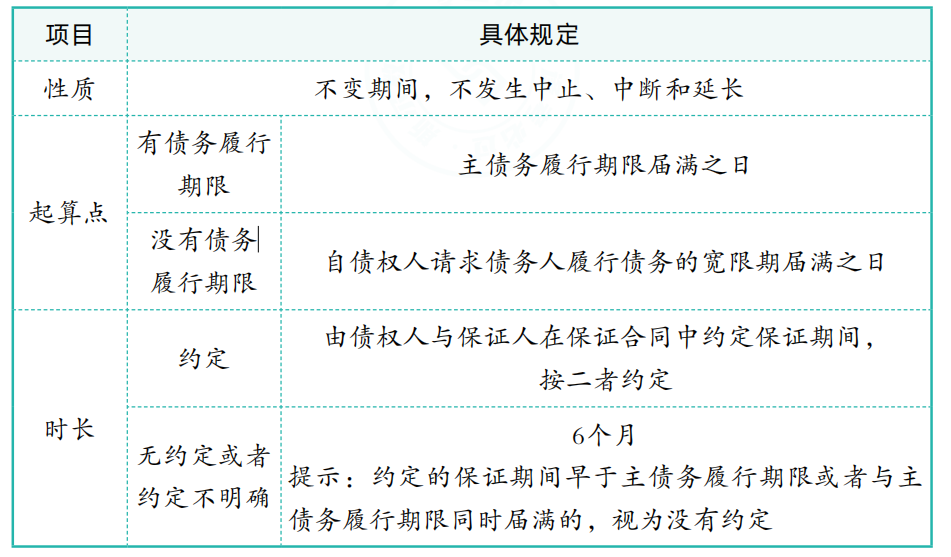 项目
具体规定
性质
不变期间，不发生中止、中断和延长
起算点
有债务履行
期限
主债务履行期限届满之日
没有债务
履行期限
自债权人请求债务人履行债务的宽限期届满之日
时长
约定
由债权人与保证人在保证合同中约定保证期间，
按二者约定
无约定或者
约定不明确
6个月
提示：约定的保证期间早于主债务履行期限或者与主
债务履行期限同时届满的，视为没有约定